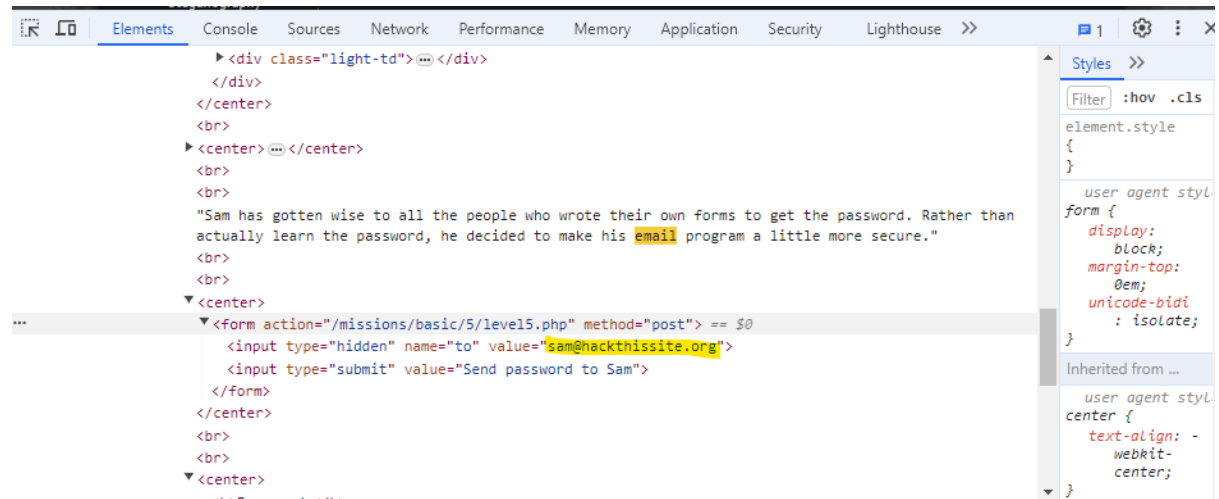 Elements Console Sources Network Performance Memory Application Security Lighthouse 1
<div class="light-td"> </div>
</div>
</center>
<br>
<center> </center>
<br>
<br>
"Sam has gotten wise to all the people who wrote their own forms to get the password. Rather than
actually learn the password, he decided to make his email program a little more secure."
<br>
<br>
<center>
<form action="/missions/basic/5/level5.php" method="post"> == $0
<input type="hidden" name="to" value="sam@hackthissite.org">
<input type="submit" value="Send password to Sam">
</form>
</center>
<br>
<br>
<center>
Styles
Filter :hov .cls
element.style
{
}
user agent styl
form {
display:
block;
margin-top:
0em;
unicode-bidi
: isolate;
}
Inherited from ...
user agent styl
center {
text-align: -
webkit-
center;
}